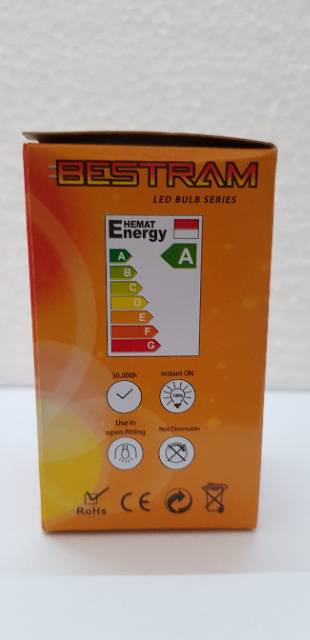 BESTRAM
LED BULB SERIES
HEMAT
Energy
A
A
B
C
D
E
F
G
30.000h
Instant ON
100%
Use in
open fitting
Not Dimmable
RoHs
CE